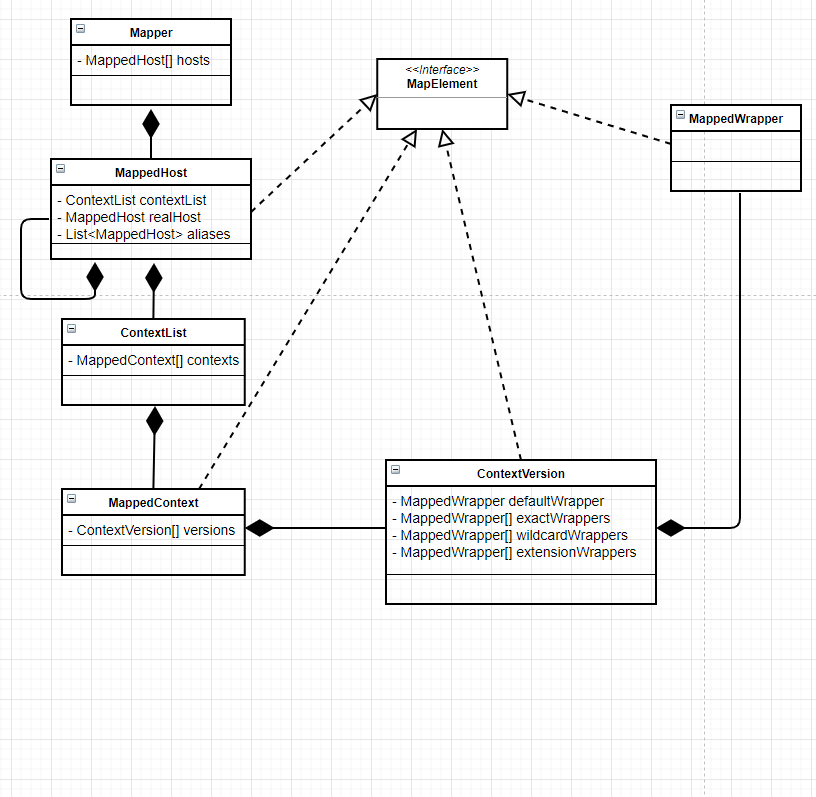 Mapper
- MappedHost[] hosts
<<Interface>>
MapElement
MappedWrapper
MappedHost
- ContextList contextList
- MappedHost realHost
- List<MappedHost> aliases
ContextList
- MappedContext[] contexts
MappedContext
- ContextVersion[] versions
ContextVersion
- MappedWrapper defaultWrapper
- MappedWrapper[] exactWrappers
- MappedWrapper[] wildcardWrappers
- MappedWrapper[] extensionWrappers